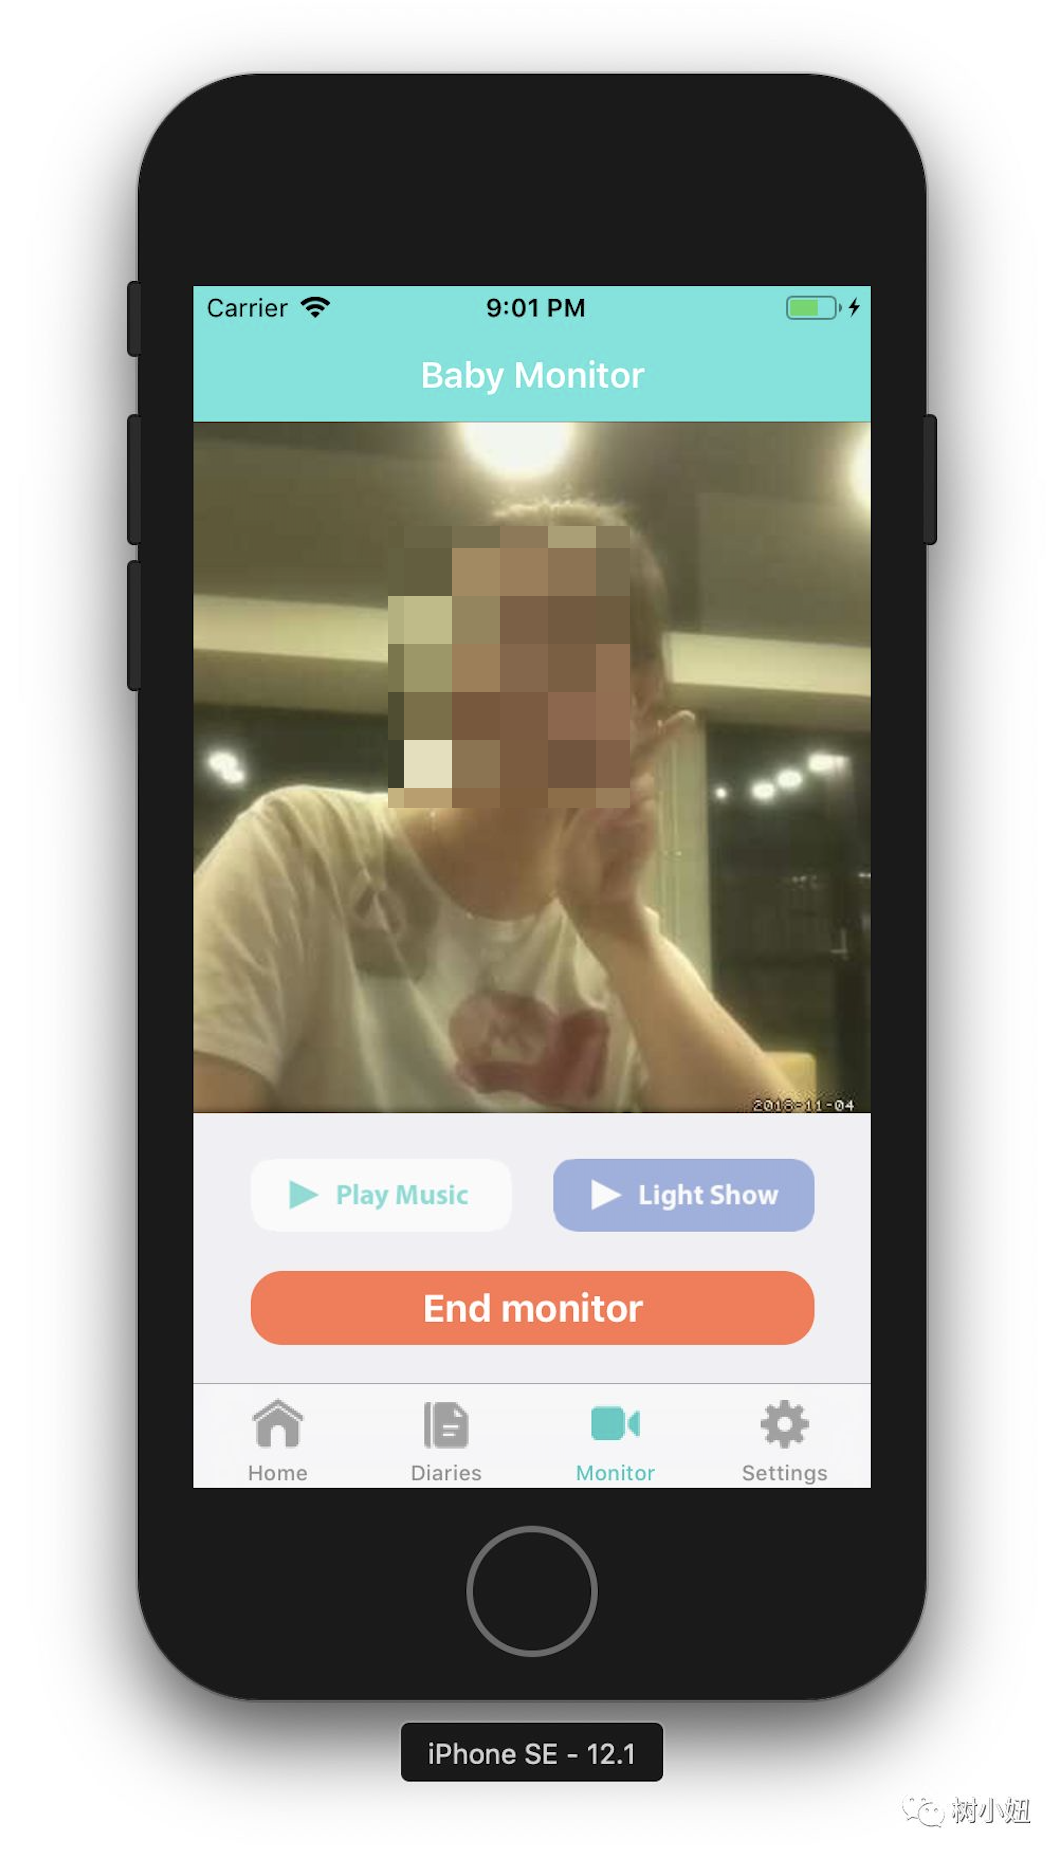 Carrier 9:01 PM
Baby Monitor
M
2018-11-04
Play Music Light Show
End monitor
Home Diaries Monitor Settings
iPhone SE - 12.1
树小妞